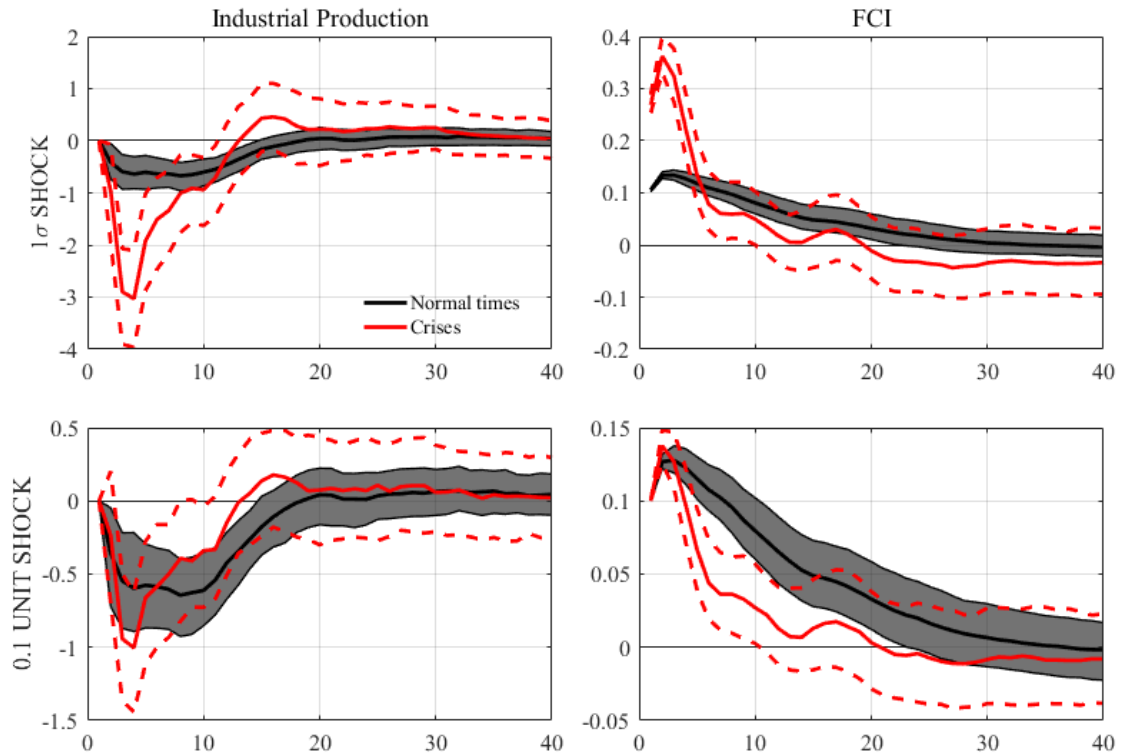 Industrial Production
FCI
1σ SHOCK
2
1
0
-1
-2
-3
-4
0 10 20 30 40
Normal times
Crises
0.4
0.3
0.2
0.1
0
-0.1
-0.2
0 10 20 30 40
0.1 UNIT SHOCK
0.5
0
-0.5
-1
-1.5
0 10 20 30 40
0.15
0.1
0.05
0
-0.05
0 10 20 30 40